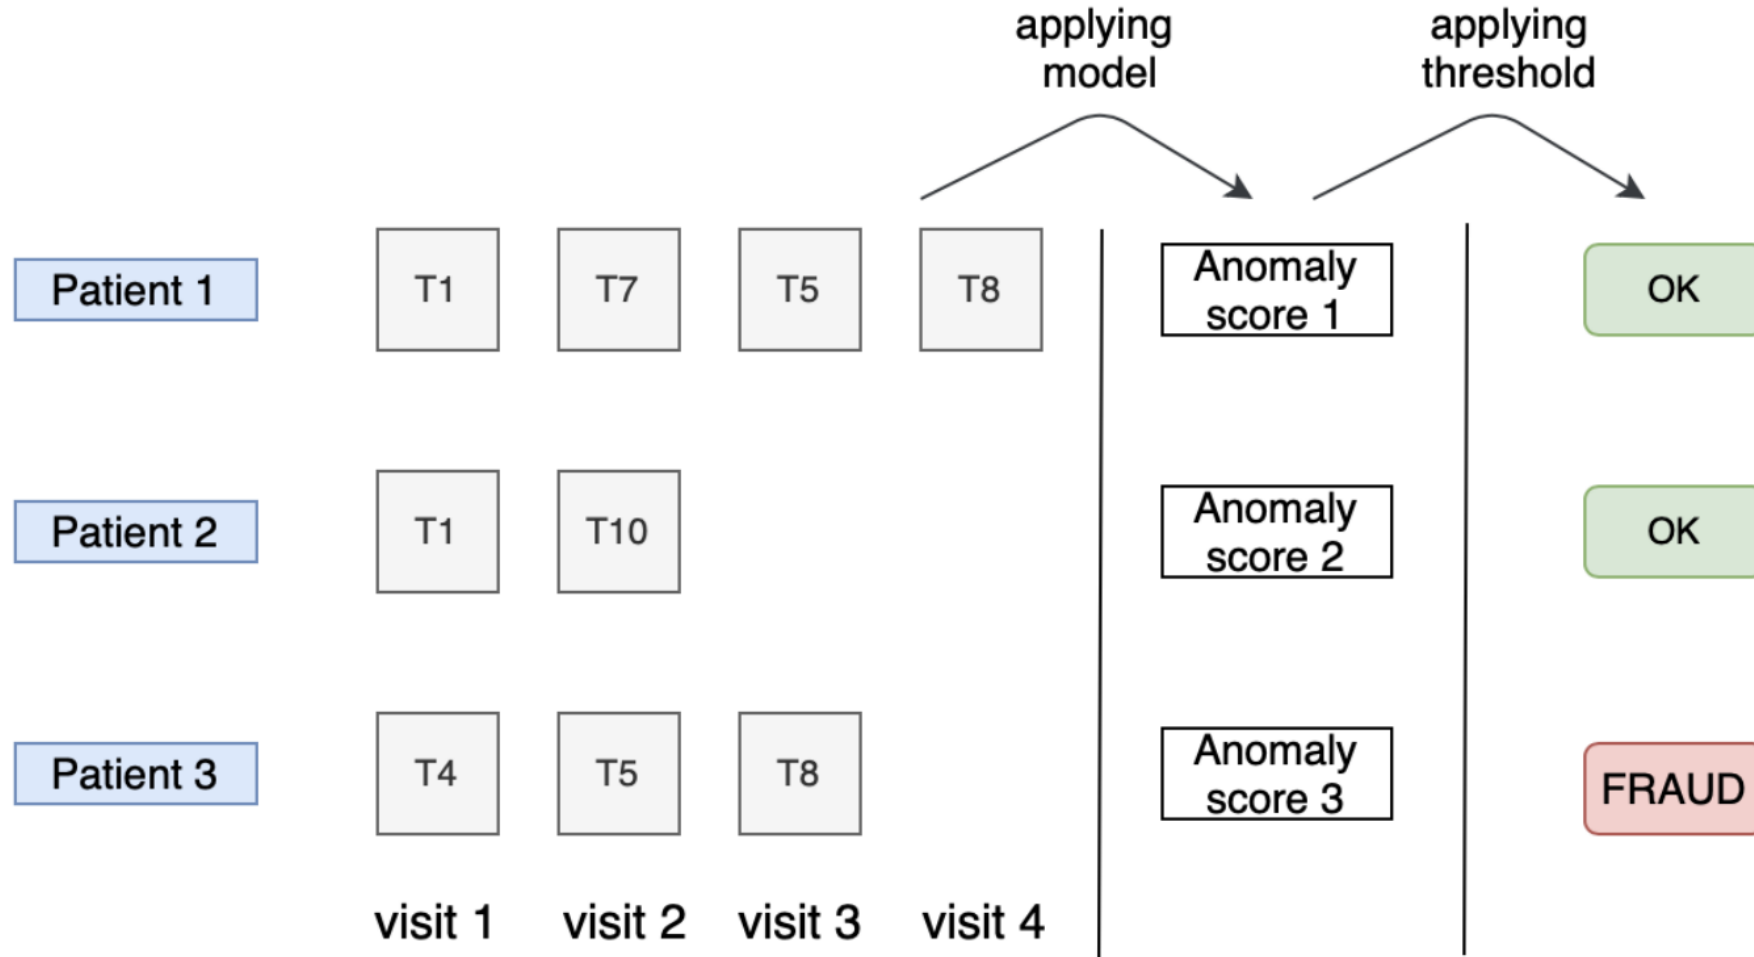 applying
model
applying
threshold
Patient 1
T1
T7
T5
T8
Anomaly
score 1
OK
Patient 2
T1
T10
Anomaly
score 2
OK
Patient 3
T4
T5
T8
Anomaly
score 3
FRAUD
visit 1
visit 2
visit 3
visit 4